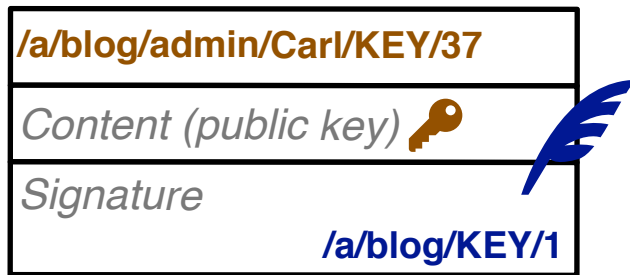 /a/blog/admin/Carl/KEY/37
Content (public key)
Signature
/a/blog/KEY/1